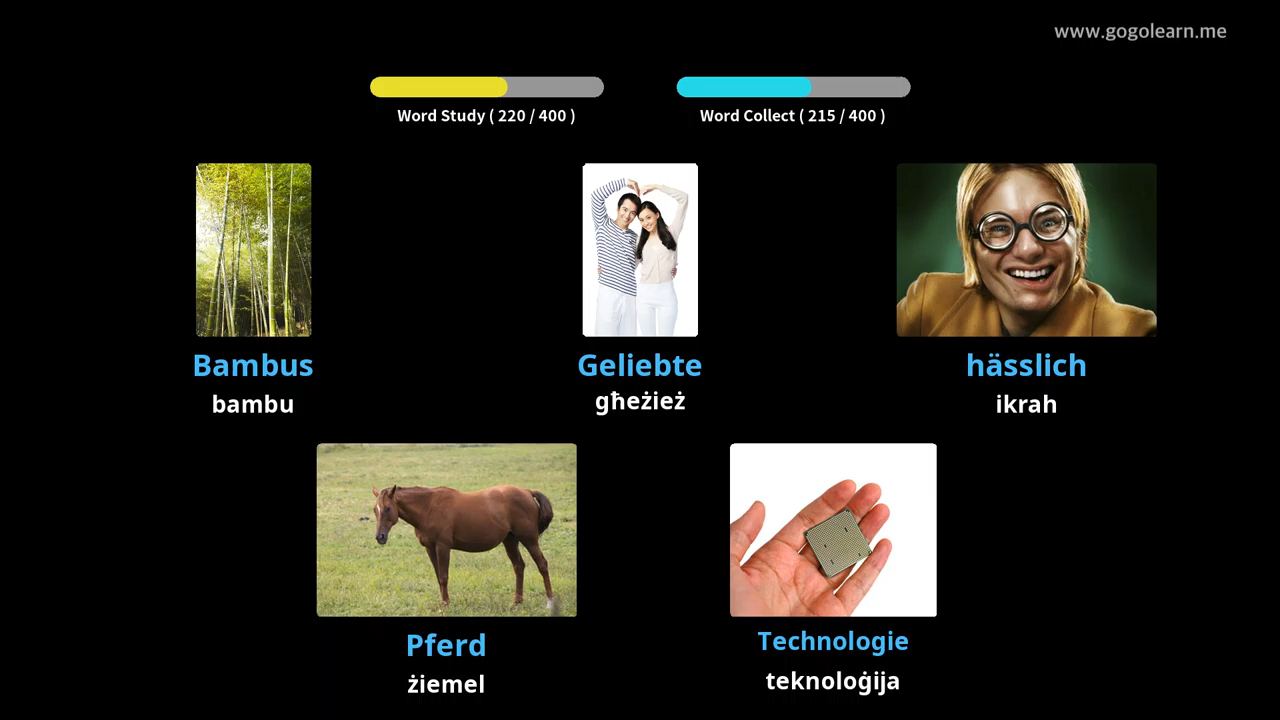 www.gogolearn.me
Word Study ( 220 / 400 )
Word Collect ( 215 / 400 )
Bambus
bambu
Geliebte
għeżież
hässlich
ikrah
Pferd
żiemel
Technologie
teknoloġija